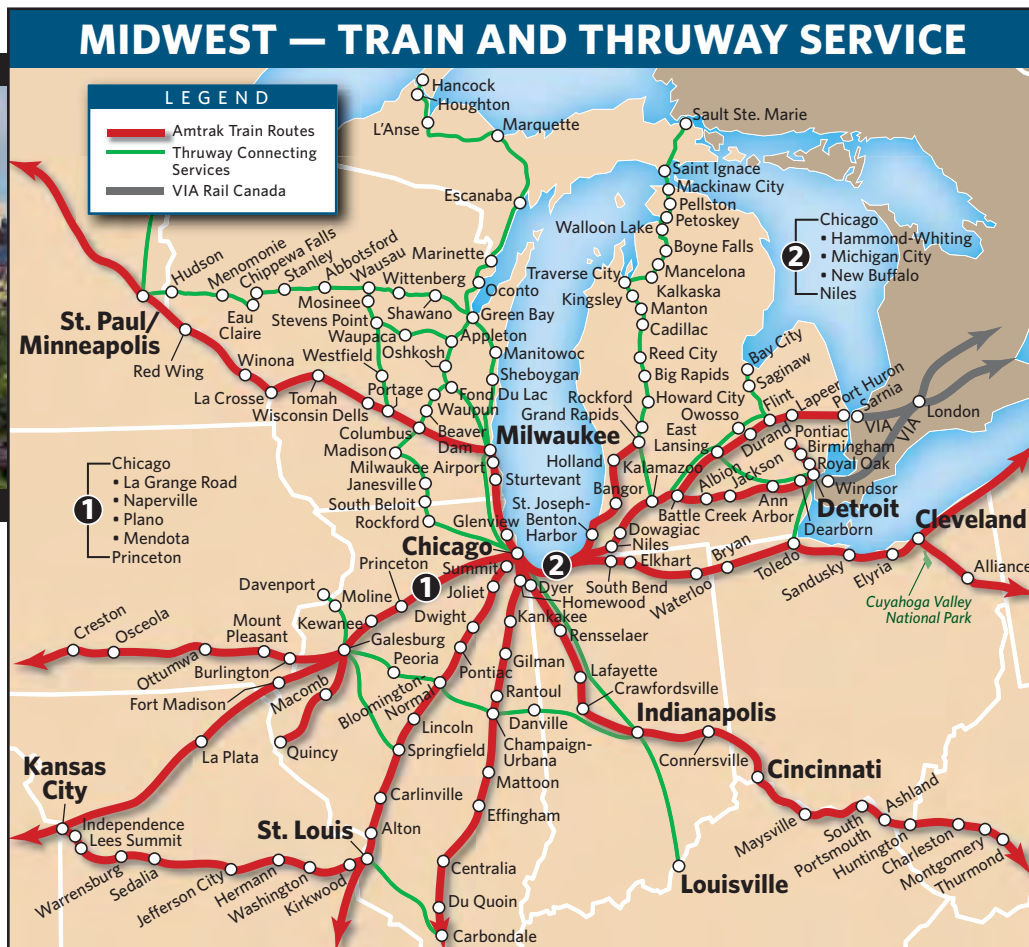 MIDWEST — TRAIN AND THRUWAY SERVICE
LEGEND
Amtrak Train Routes
Thruway Connecting
Services
VIA Rail Canada
Hancock
Houghton
L'Anse
Marquette
Sault Ste. Marie
Saint Ignace
Mackinaw City
Pellston
Petoskey
Walloon Lake
Boyne Falls
Mancelona
Traverse City
Kalkaska
Kingsley
Manton
Cadillac
Reed City
Big Rapids
Howard City
Rockford
Grand Rapids
Escanaba
Marinette
Oconto
Green Bay
Hudson
Menomonie
Chippewa Falls
Stanley
Abbotsford
Wausau
Wittenberg
Eau
Claire
Mosinee
Shawano
Stevens Point
Waupaca
Appleton
Oshkosh
Manitowoc
Sheboygan
Fond Du Lac
Waupun
Beaver
Dam
St. Paul/
Minneapolis
Red Wing
Winona
La Crosse
Tomah
Westfield
Wisconsin Dells
Portage
Columbus
Madison
Milwaukee
Milwaukee Airport
Sturtevant
Janesville
South Beloit
Rockford
Glenview
Chicago
Summit
Joliet
2
Chicago
• Hammond-Whiting
• Michigan City
• New Buffalo
Niles
Bay City
Saginaw
Owosso
Flint
Lapeer
Port Huron
Sarnia
VIA
VIA
London
East
Lansing
Durand
Pontiac
Birmingham
Royal Oak
Windsor
Detroit
Dearborn
Holland
Bangor
Kalamazoo
Albion
Jackson
Battle Creek
Ann
Arbor
St. Joseph-
Benton
Harbor
Dowagiac
Niles
2
South Bend
Elkhart
Waterloo
Bryan
Toledo
Sandusky
Elyria
Cleveland
Alliance
Cuyahoga Valley
National Park
1
Chicago
• La Grange Road
• Naperville
• Plano
• Mendota
Princeton
Princeton
1
Davenport
Moline
Kewanee
Galesburg
Creston
Osceola
Ottumwa
Mount
Pleasant
Burlington
Fort Madison
Macomb
Quincy
La Plata
Peoria
Bloomington-
Normal
Dwight
Pontiac
Lincoln
Springfield
Carlinville
Alton
St. Louis
Dyer
Homewood
Kankakee
Gilman
Rantoul
Danville
Champaign-
Urbana
Mattoon
Effingham
Centralia
Du Quoin
Carbondale
Rensselaer
Lafayette
Crawfordsville
Indianapolis
Connersville
Cincinnati
Louisville
Maysville
South
Portsmouth
Ashland
Huntington
Charleston
Montgomery
Thurmond
Kansas
City
Independence
Lees Summit
Warrensburg
Sedalia
Jefferson City
Hermann
Washington
Kirkwood